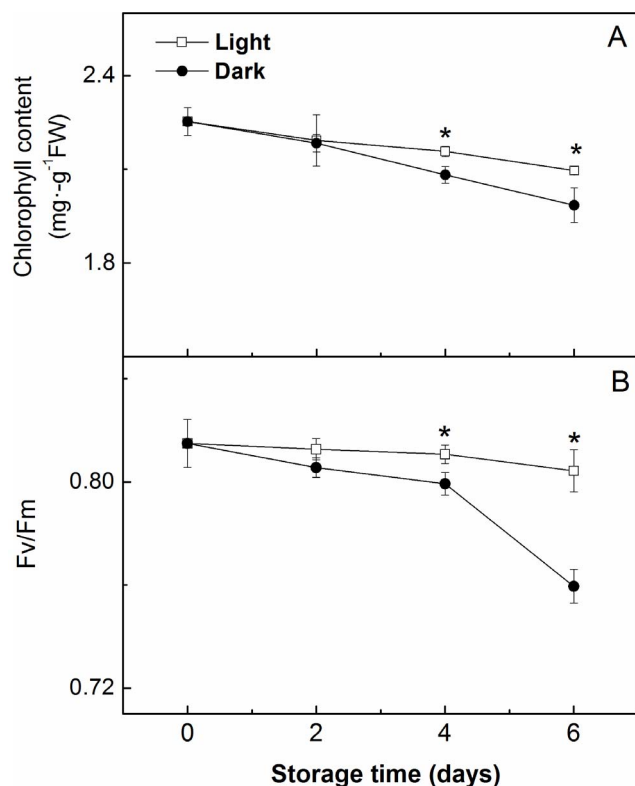 Light
Dark
A
2.4
1.8
Chlorophyll content
(mg·-g⁻¹FW)
*
*
B
0.80
0.72
Fv/Fm
*
*
0 2 4 6
Storage time (days)